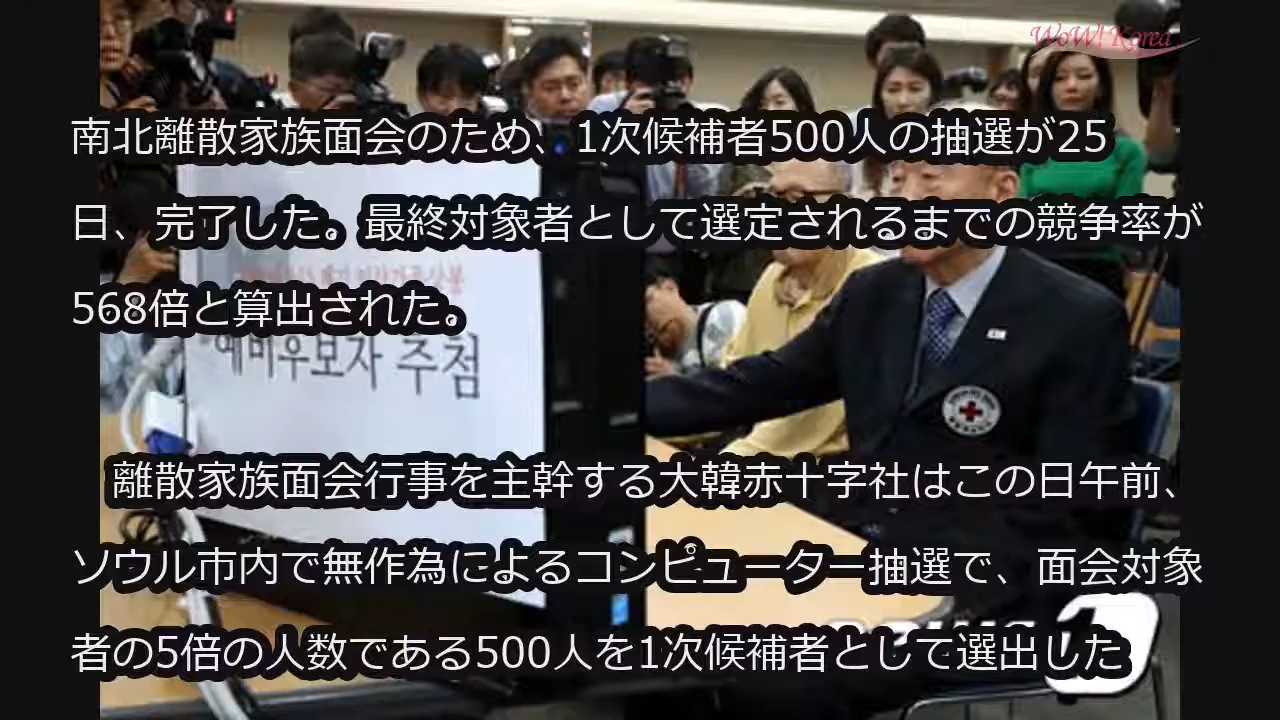 WoW! Korea
南北離散家族面会のため、1次候補者500人の抽選が25
日、完了した。最終対象者として選定されるまでの競争率が
568倍と算出された。
예비후보자 추첨
離散家族面会行事を主幹する大韓赤十字社はこの日午前、
ソウル市内で無作為によるコンピューター抽選で、面会対象
者の5倍の人数である500人を1次候補者として選出した
1